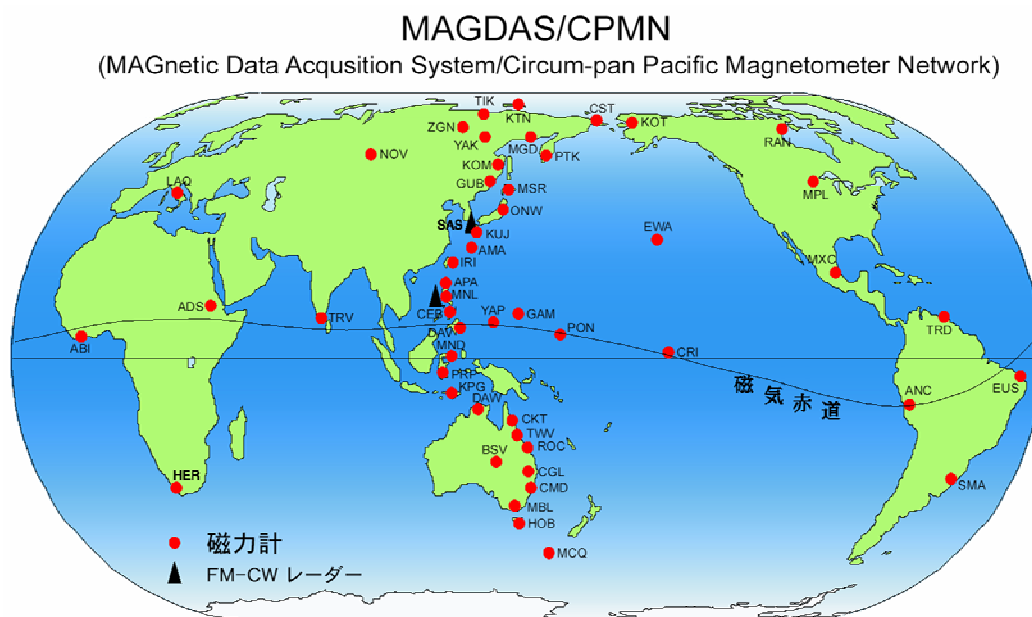 MAGDAS/CPMN
(MAGnetic Data Acqusition System/Circum-pan Pacific Magnetometer Network)
TIK
KTN
CST
KOT
ZGN
YAK
MGD
PTK
RAN
NOV
KOM
LAQ
GUB
MSR
MPL
ONW
SAS
KUJ
EWA
AMA
IRI
MXC
APA
MNL
ADS
CEB
YAP
GAM
TRV
DAV
PON
TRD
ABI
MND
CRI
PRP
KPG
磁気赤道
ANC
EUS
DAW
CKT
TWV
ROC
BSV
CGL
HER
CMD
SMA
MBL
HOB
磁力計
MCQ
FM-CW レーダー